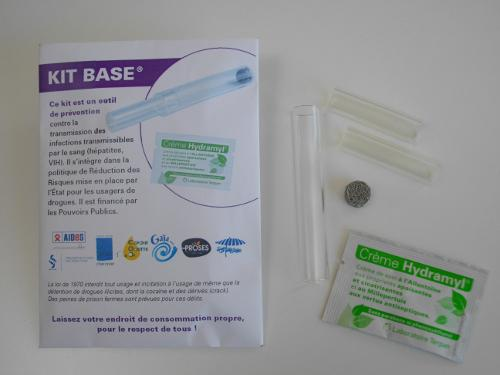 KIT BASE®
Ce kit est un outil
de prévention
contre la
transmission des
infections transmissibles
par le sang (hépatites,
VIH). Il s'intègre dans la
politique de Réduction des
Risques mise en place par
l'État pour les usagers de
drogues. Il est financé par
les Pouvoirs Publics.
Crème Hydramyl
AIDES
Gaïa
PROSES
La loi de 1970 interdit tout usage et incitation à l'usage de même que la
détention de drogues illicites, dont la cocaïne et ses dérivés (crack).
Des peines de prison fermes sont prévues pour ces délits.
Laissez votre endroit de consommation propre,
pour le respect de tous !
Crème Hydramyl
Crème de soin à l'Allantoïne
aux propriétés apaisantes
et cicatrisantes
et au Millepertuis
aux vertus antiseptiques.
Laboratoire Terpan